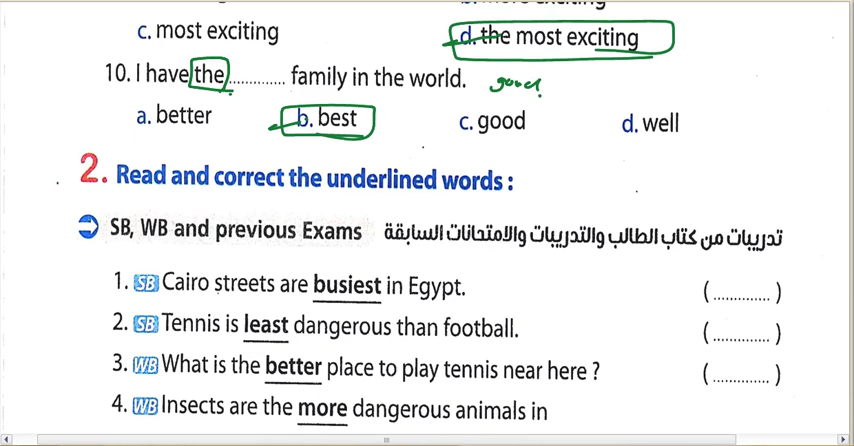 c. most exciting
d. the most exciting
10. I have the ............ family in the world. good
a. better
b. best
c. good
d. well
2. Read and correct the underlined words :
SB, WB and previous Exams تدريبات من كتاب الطالب والتدريبات والامتحانات السابقة
1. SB Cairo streets are busiest in Egypt. (..............)
2. SB Tennis is least dangerous than football. (..............)
3. WB What is the better place to play tennis near here ? (..............)
4. WB Insects are the more dangerous animals in